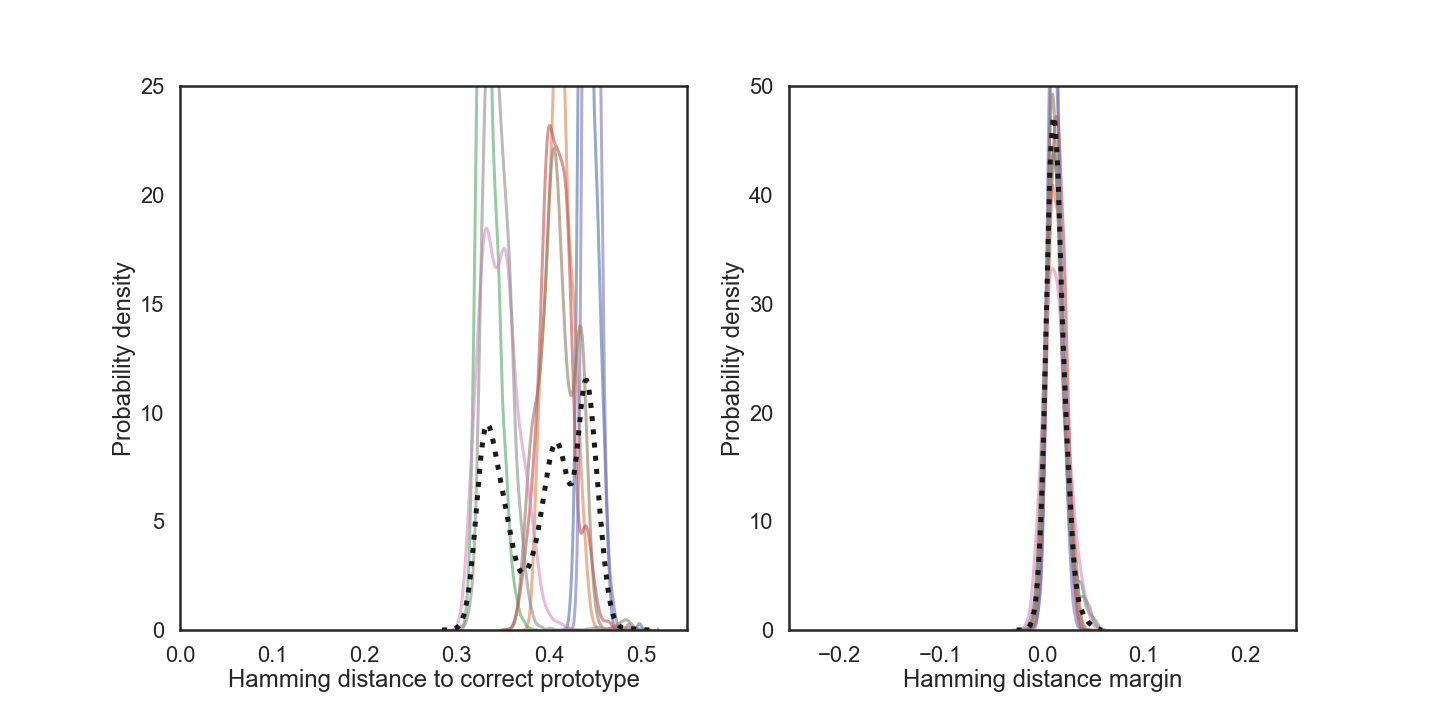 25
20
15
10
5
0
Probability density
0.0 0.1 0.2 0.3 0.4 0.5
Hamming distance to correct prototype
50
40
30
20
10
0
Probability density
−0.2 −0.1 0.0 0.1 0.2
Hamming distance margin